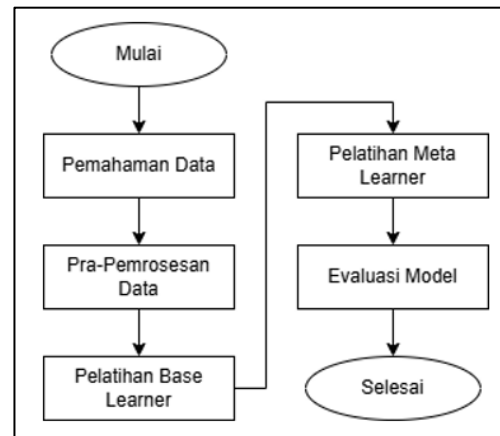 Mulai
Pemahaman Data
Pra-Pemrosesan
Data
Pelatihan Base
Learner
Pelatihan Meta
Learner
Evaluasi Model
Selesai